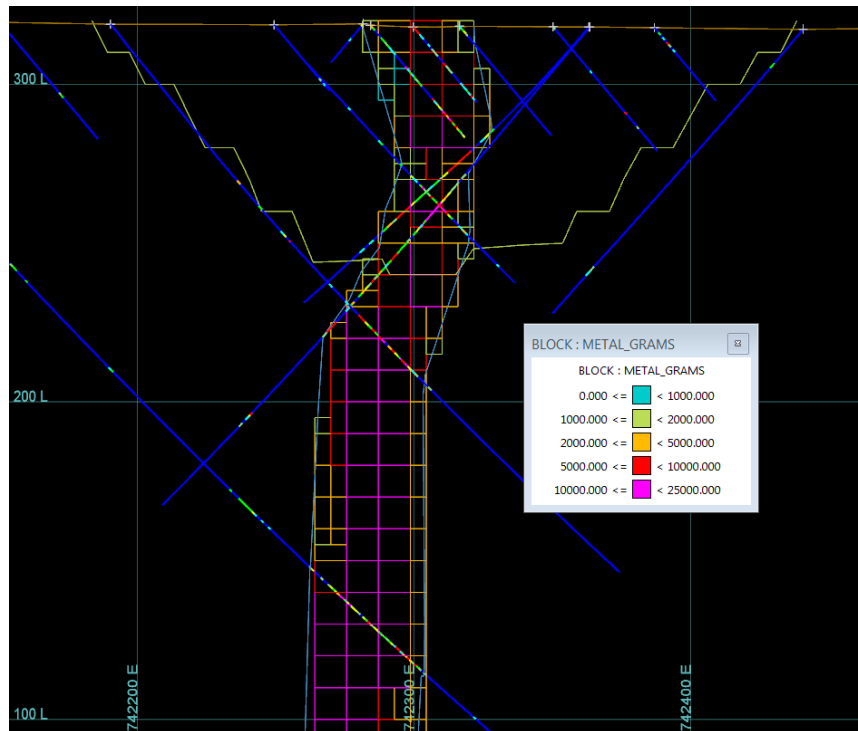 300 L
BLOCK : METAL_GRAMS
BLOCK : METAL_GRAMS
0.000 <= < 1000.000
1000.000 <= < 2000.000
2000.000 <= < 5000.000
200 L
5000.000 <= < 10000.000
10000.000 <= < 25000.000
742200 E
742300 E
742400 E
100 L